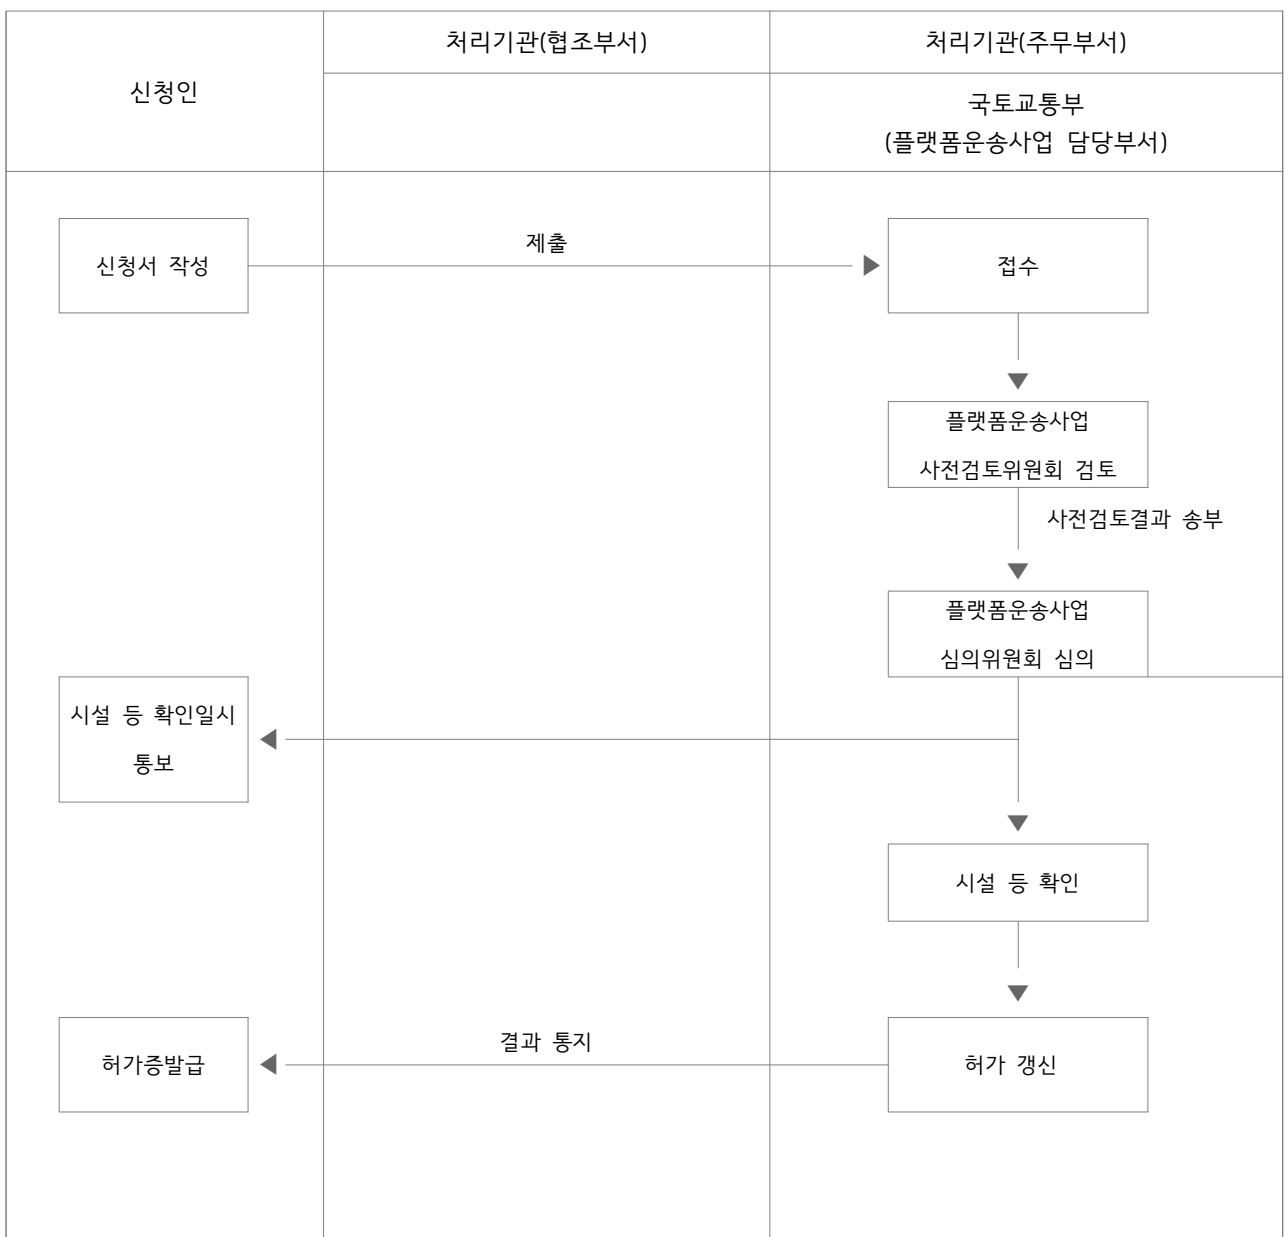 신청인
처리기관(협조부서)
처리기관(주무부서)
국토교통부
(플랫폼운송사업 담당부서)
신청서 작성
제출
접수
플랫폼운송사업
사전검토위원회 검토
사전검토결과 송부
플랫폼운송사업
심의위원회 심의
시설 등 확인일시
통보
시설 등 확인
허가증발급
결과 통지
허가 갱신